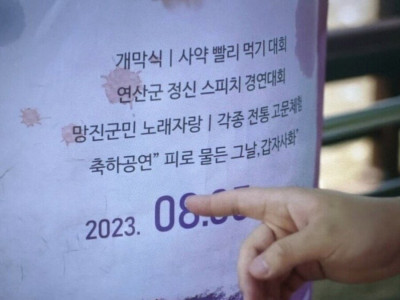 개막식 | 사약 빨리 먹기 대회
연산군 정신 스피치 경연대회
망진군민 노래자랑 | 각종 전통 고문체험
축하공연" 피로 물든 그날, 갑자사화"
2023. 08.05